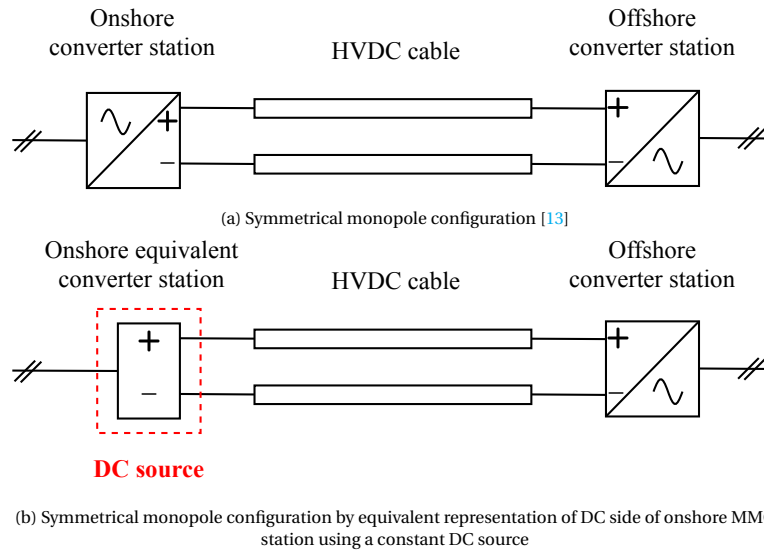 Onshore
converter station
HVDC cable
Offshore
converter station
+
−
+
−
(a) Symmetrical monopole configuration [13]
Onshore equivalent
converter station
HVDC cable
Offshore
converter station
+
−
+
−
DC source
(b) Symmetrical monopole configuration by equivalent representation of DC side of onshore MM
station using a constant DC source